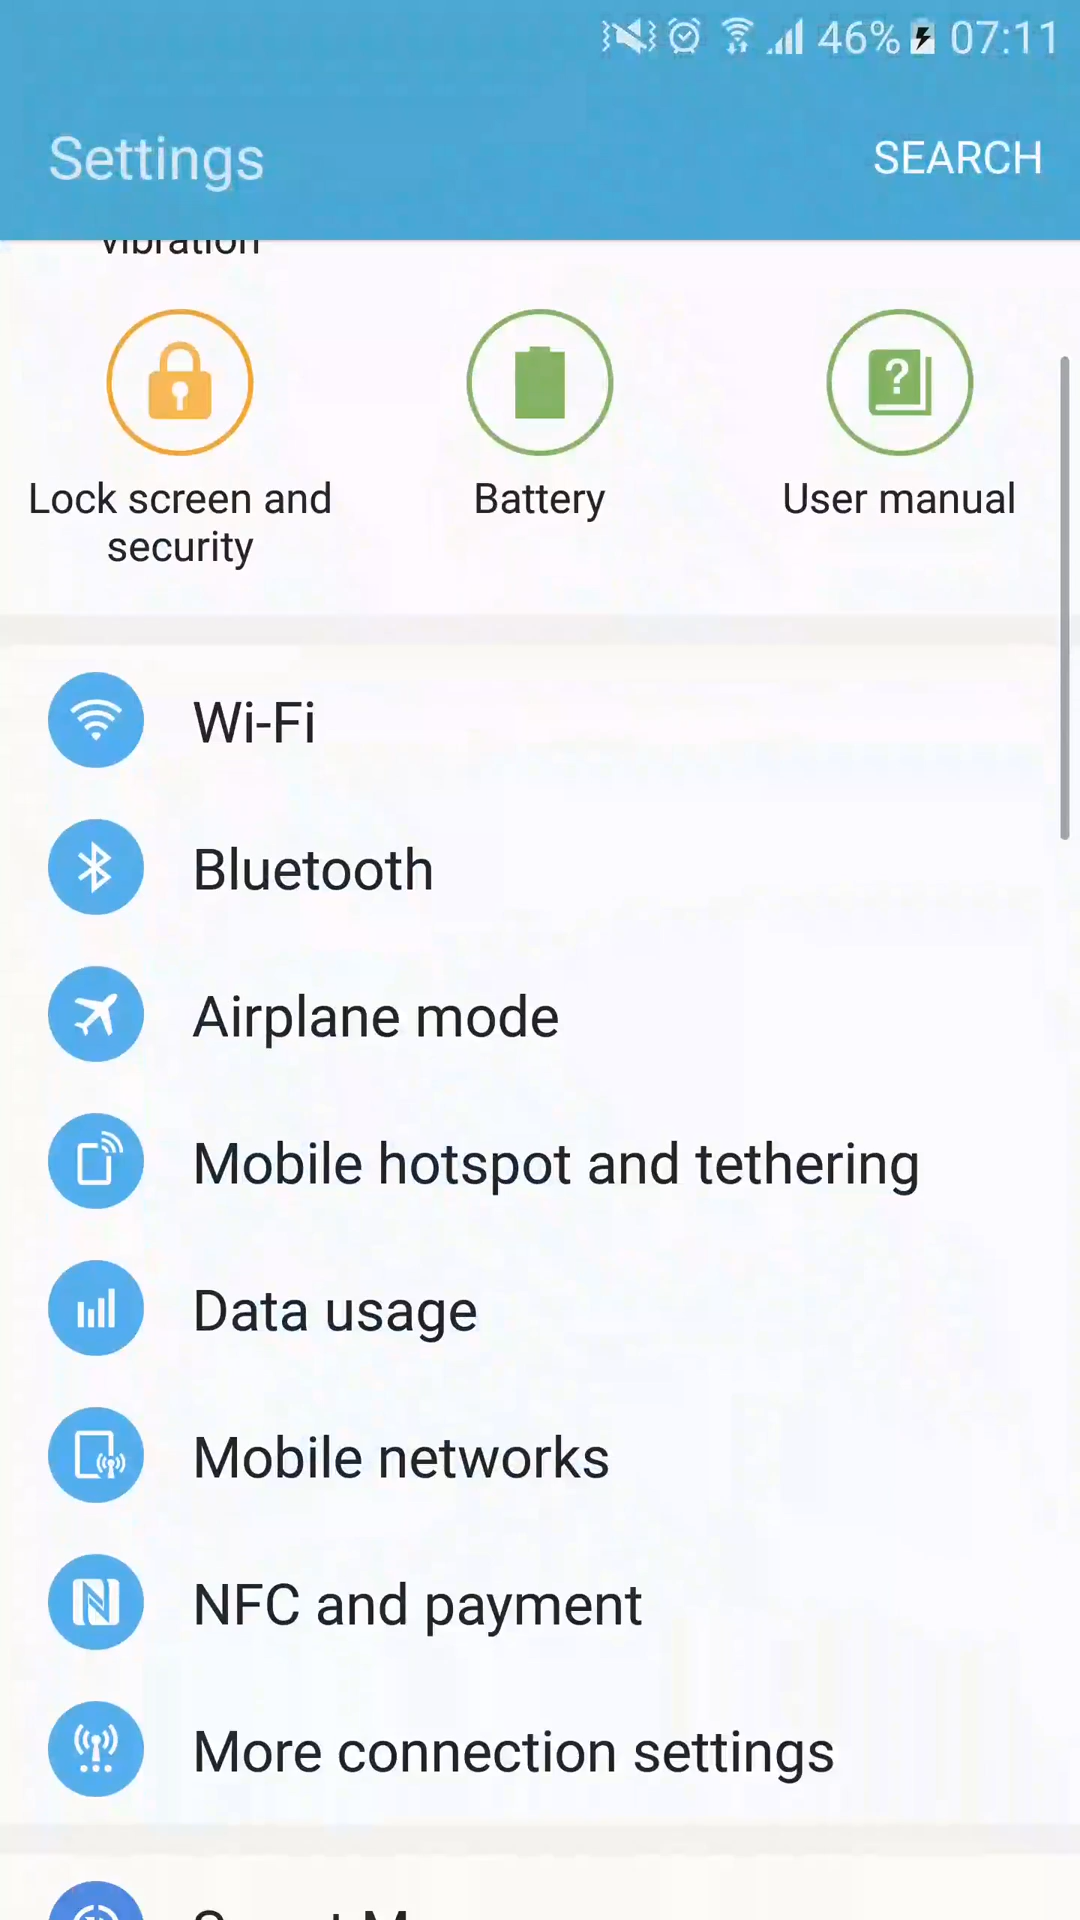 46% 07:11
Settings SEARCH
vibration
Lock screen and
security
Battery
User manual
Wi-Fi
Bluetooth
Airplane mode
Mobile hotspot and tethering
Data usage
Mobile networks
NFC and payment
More connection settings